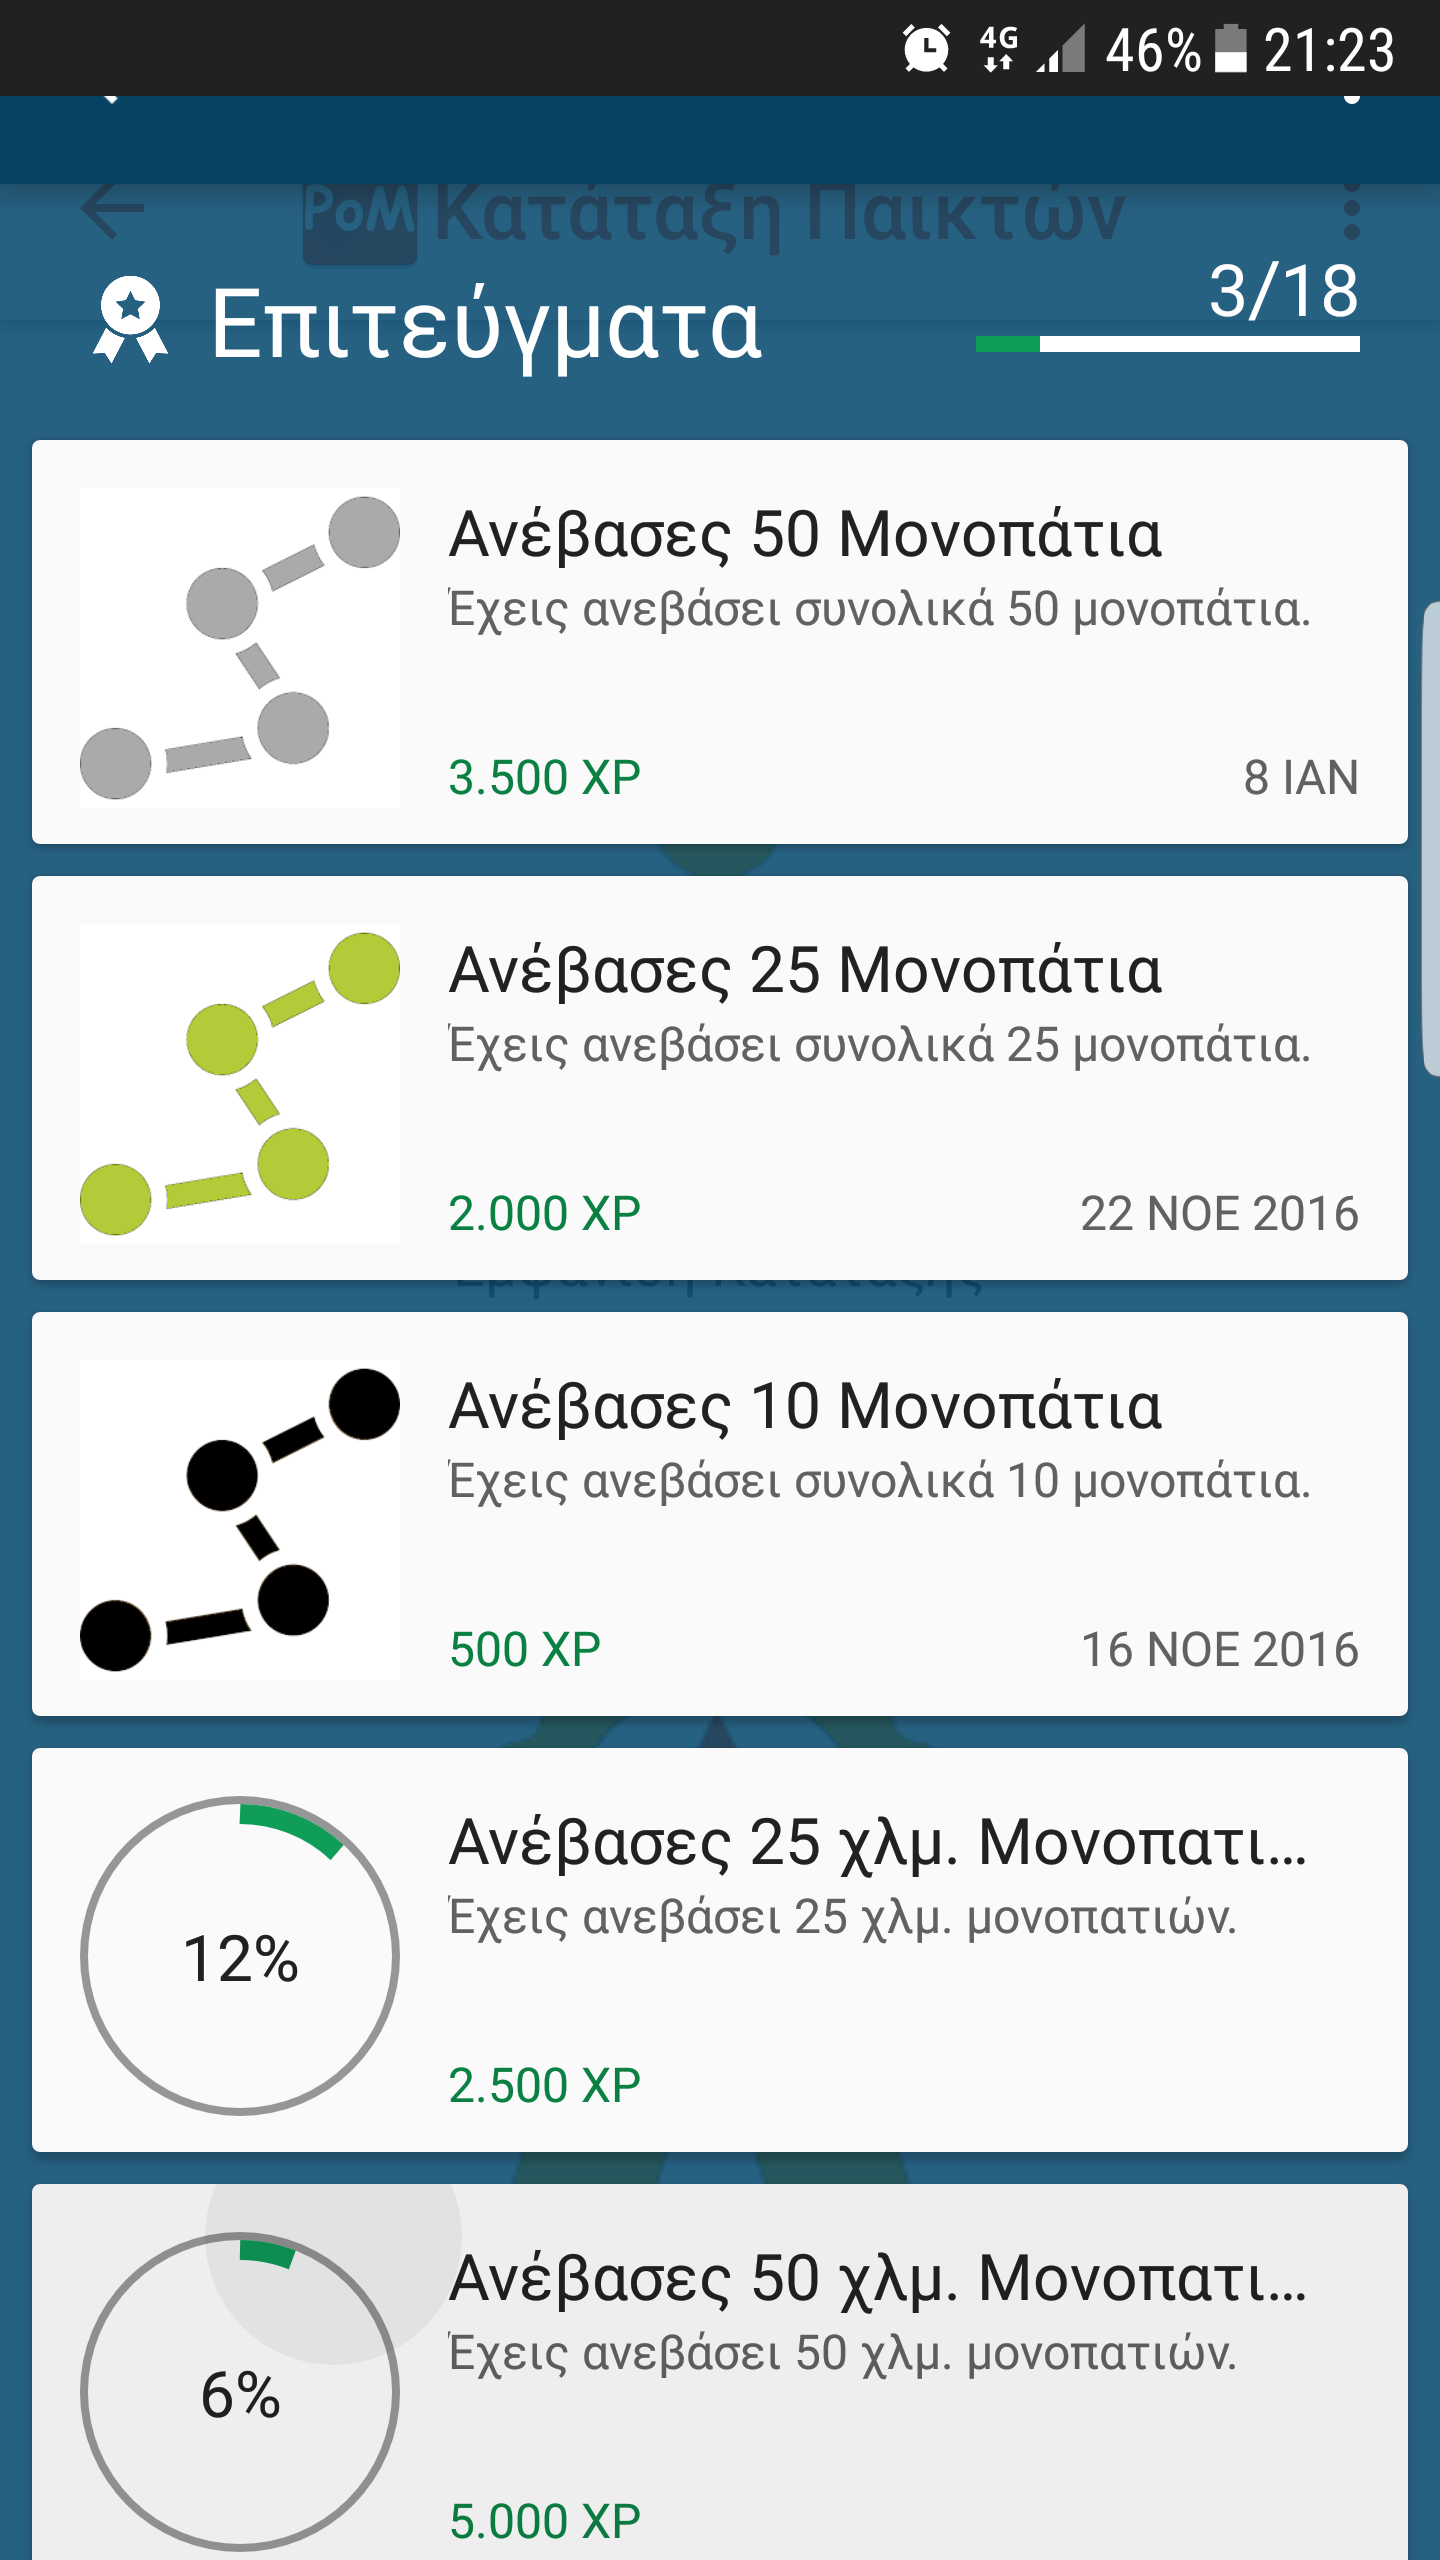 4G 46% 21:23
PoM Κατάταξη Παικτών
Επιτεύγματα
3/18
Ανέβασες 50 Μονοπάτια
Έχεις ανεβάσει συνολικά 50 μονοπάτια.
3.500 XP
8 ΙΑΝ
Ανέβασες 25 Μονοπάτια
Έχεις ανεβάσει συνολικά 25 μονοπάτια.
2.000 XP
22 ΝΟΕ 2016
Εμφάνιση Κατάταξης
Ανέβασες 10 Μονοπάτια
Έχεις ανεβάσει συνολικά 10 μονοπάτια.
500 XP
16 ΝΟΕ 2016
12%
Ανέβασες 25 χλμ. Μονοπατι...
Έχεις ανεβάσει 25 χλμ. μονοπατιών.
2.500 XP
6%
Ανέβασες 50 χλμ. Μονοπατι...
Έχεις ανεβάσει 50 χλμ. μονοπατιών.
5.000 XP